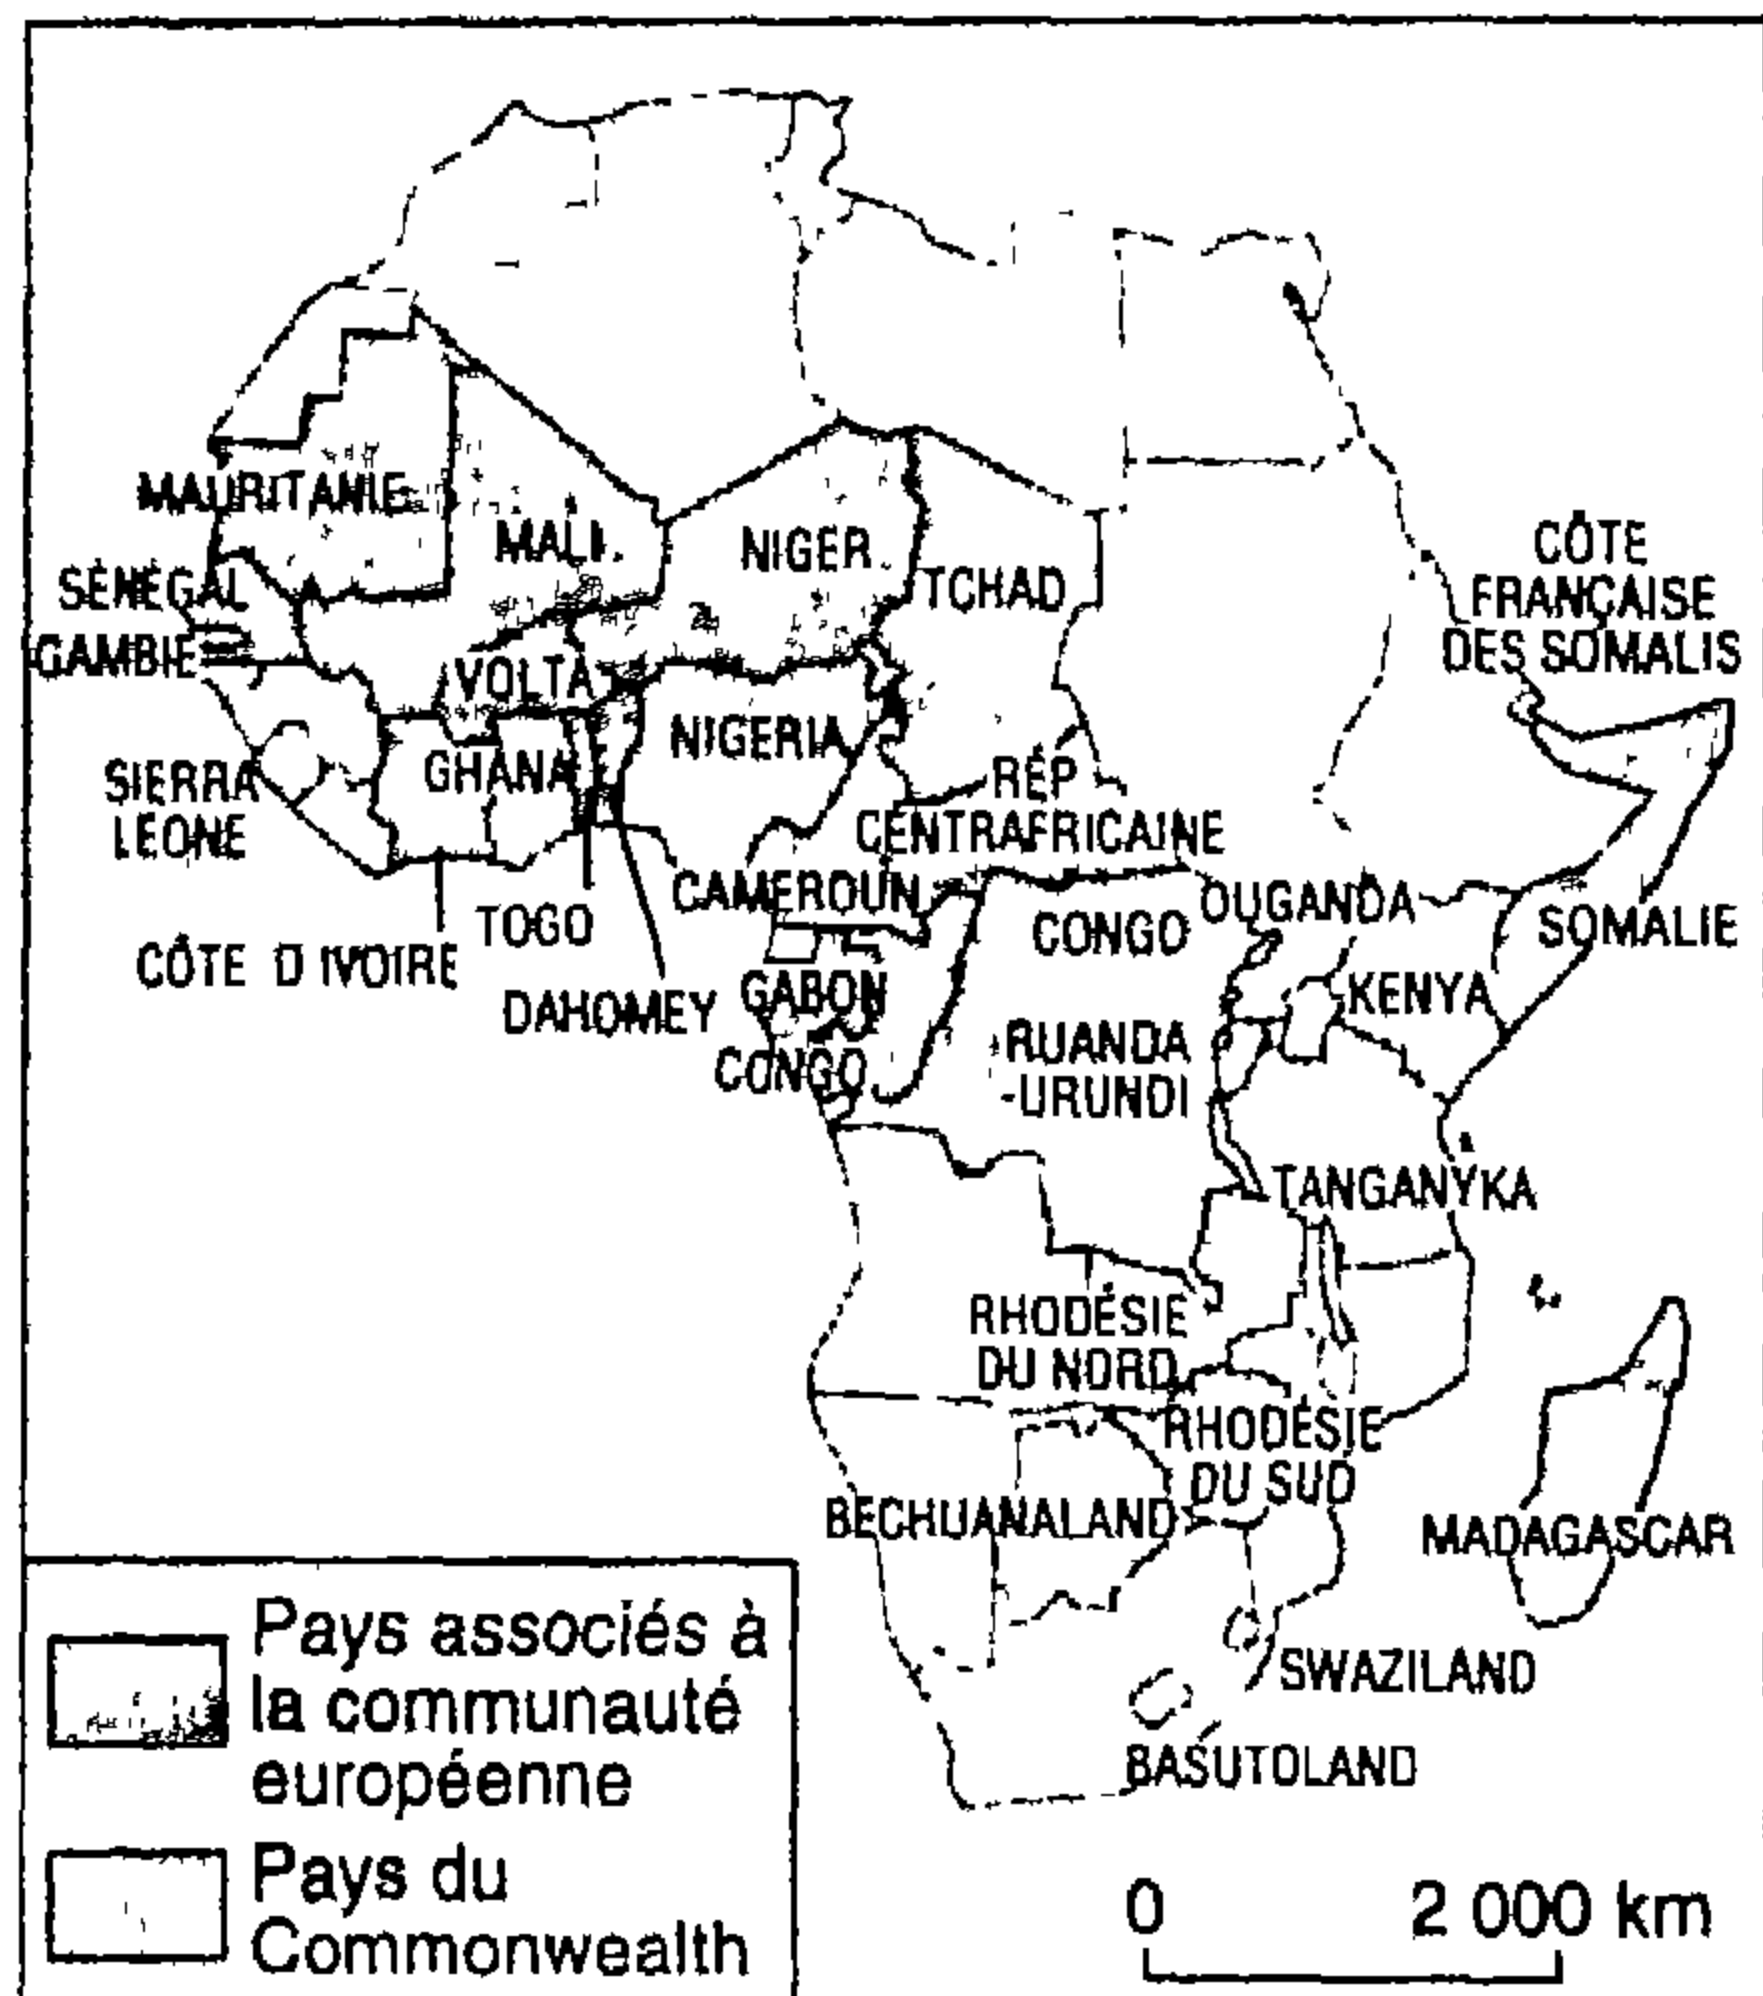 MAURITANIE
MALI
NIGER
TCHAD
CÔTE
FRANÇAISE
DES SOMALIS
SÉNÉGAL
GAMBIE
VOLTA
NIGERIA
GHANA
SIERRA
LEONE
RÉP
CENTRAFRICAINE
CAMEROUN
OUGANDA
CONGO
SOMALIE
TOGO
CÔTE D IVOIRE
DAHOMEY
GABON
KENYA
CONGO
RUANDA
-URUNDI
TANGANYKA
RHODÉSIE
DU NORD
RHODÉSIE
DU SUD
BECHUANALAND
MADAGASCAR
SWAZILAND
BASUTOLAND
Pays associés à
la communauté
européenne
Pays du
Commonwealth
0 2 000 km